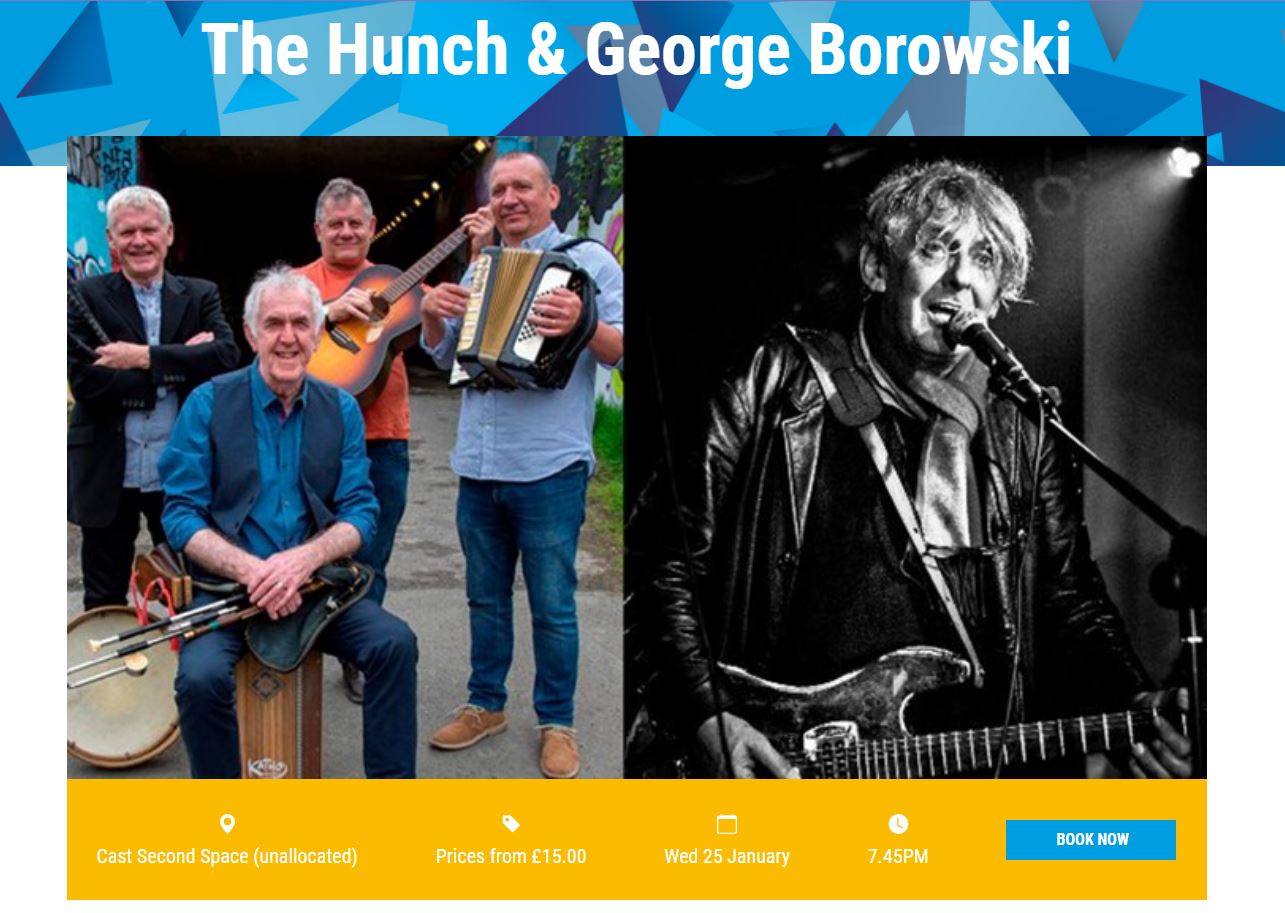 The Hunch & George Borowski
KATHO
Cast Second Space (unallocated)
Prices from £15.00
Wed 25 January
7.45PM
BOOK NOW